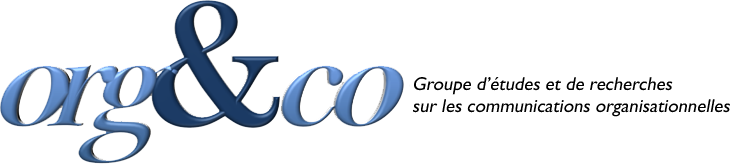 org&co
Groupe d'études et de recherches
sur les communications organisationnelles